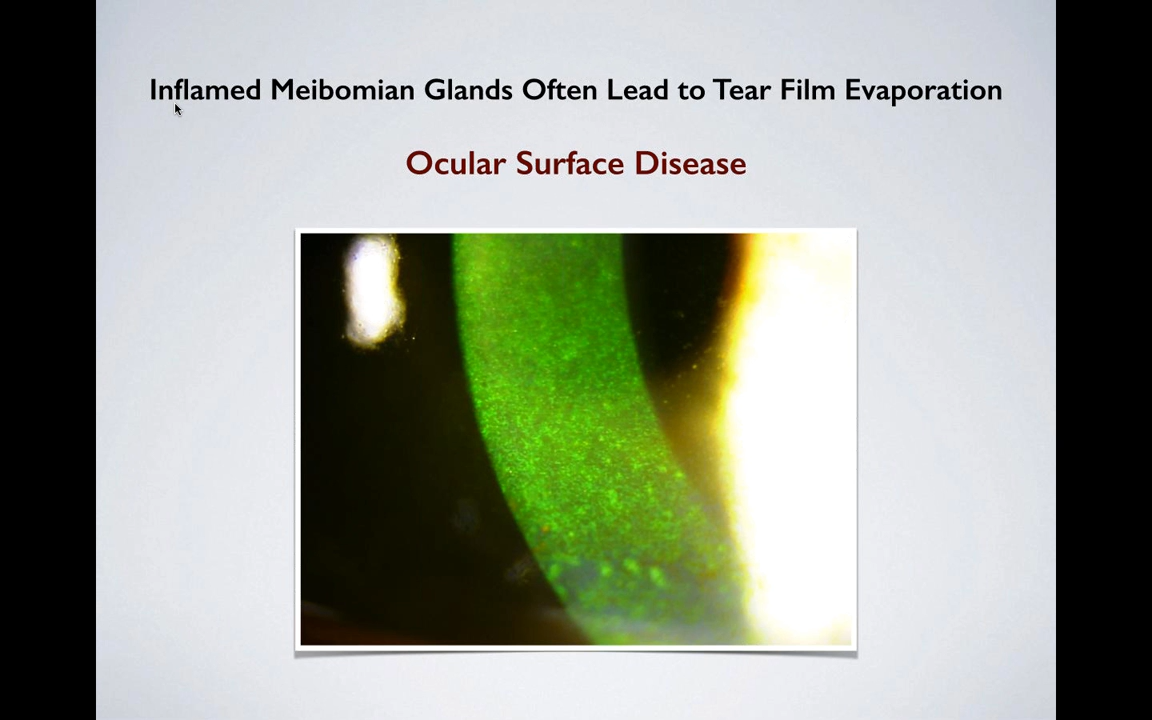 Inflamed Meibomian Glands Often Lead to Tear Film Evaporation
Ocular Surface Disease